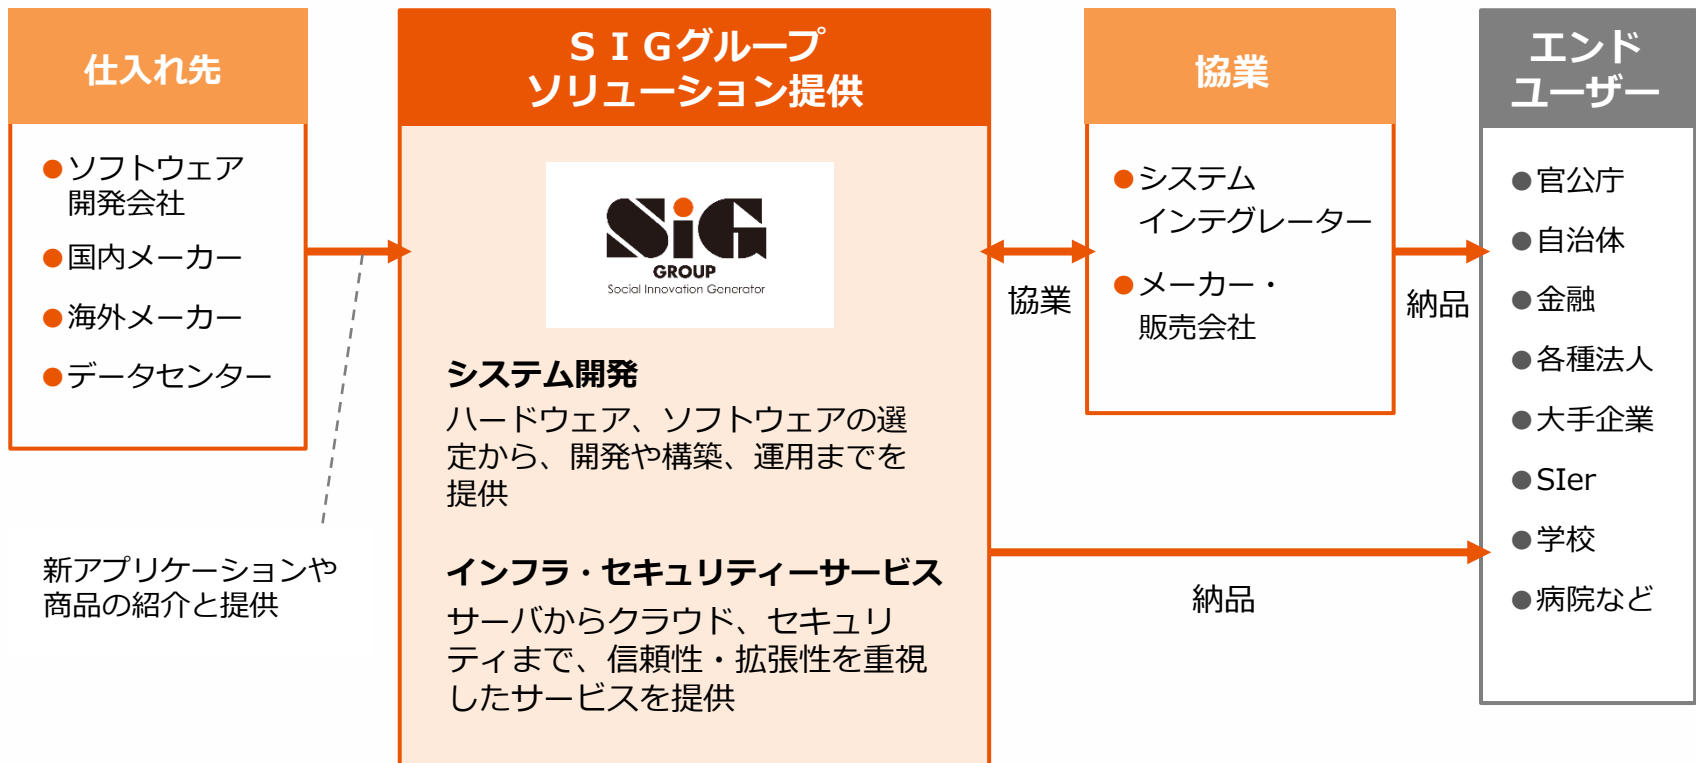 仕入れ先
●ソフトウェア
開発会社
●国内メーカー
●海外メーカー
●データセンター
新アプリケーションや
商品の紹介と提供
ＳＩＧグループ
ソリューション提供
SiG
GROUP
Social Innovation Generator
システム開発
ハードウェア、ソフトウェアの選
定から、開発や構築、運用までを
提供
インフラ・セキュリティーサービス
サーバからクラウド、セキュリ
ティまで、信頼性・拡張性を重視
したサービスを提供
協業
協業
●システム
インテグレーター
●メーカー・
販売会社
納品
納品
エンド
ユーザー
●官公庁
●自治体
●金融
●各種法人
●大手企業
●SIer
●学校
●病院など